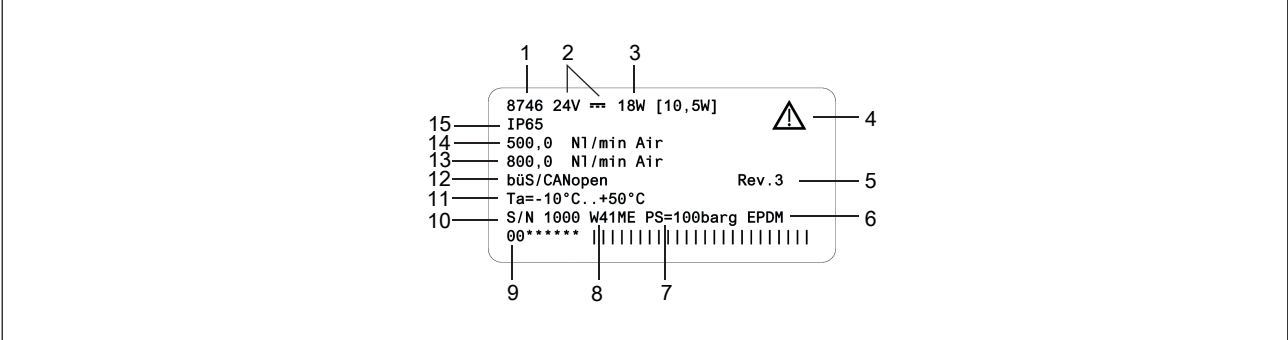 1 2 3
8746 24V ⎓ 18W [10,5W]
4
15 IP65
14 500,0 Nl/min Air
13 800,0 Nl/min Air
12 büS/CANopen Rev.3 5
11 Ta=-10°C..+50°C
10 S/N 1000 W41ME PS=100barg EPDM 6
00******
9 8 7